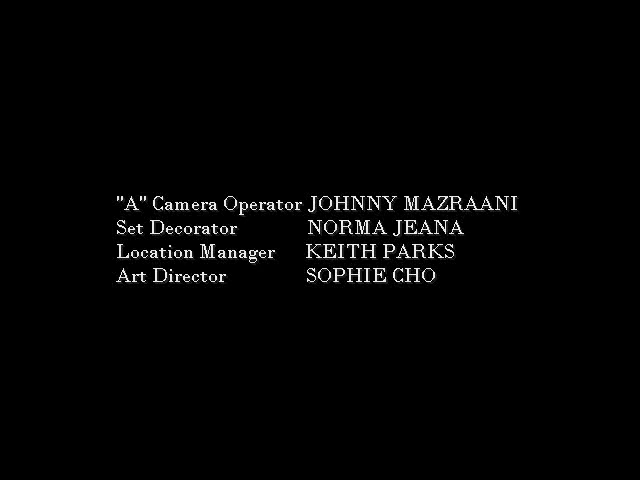 "A" Camera Operator JOHNNY MAZRAANI
Set Decorator NORMA JEANA
Location Manager KEITH PARKS
Art Director SOPHIE CHO